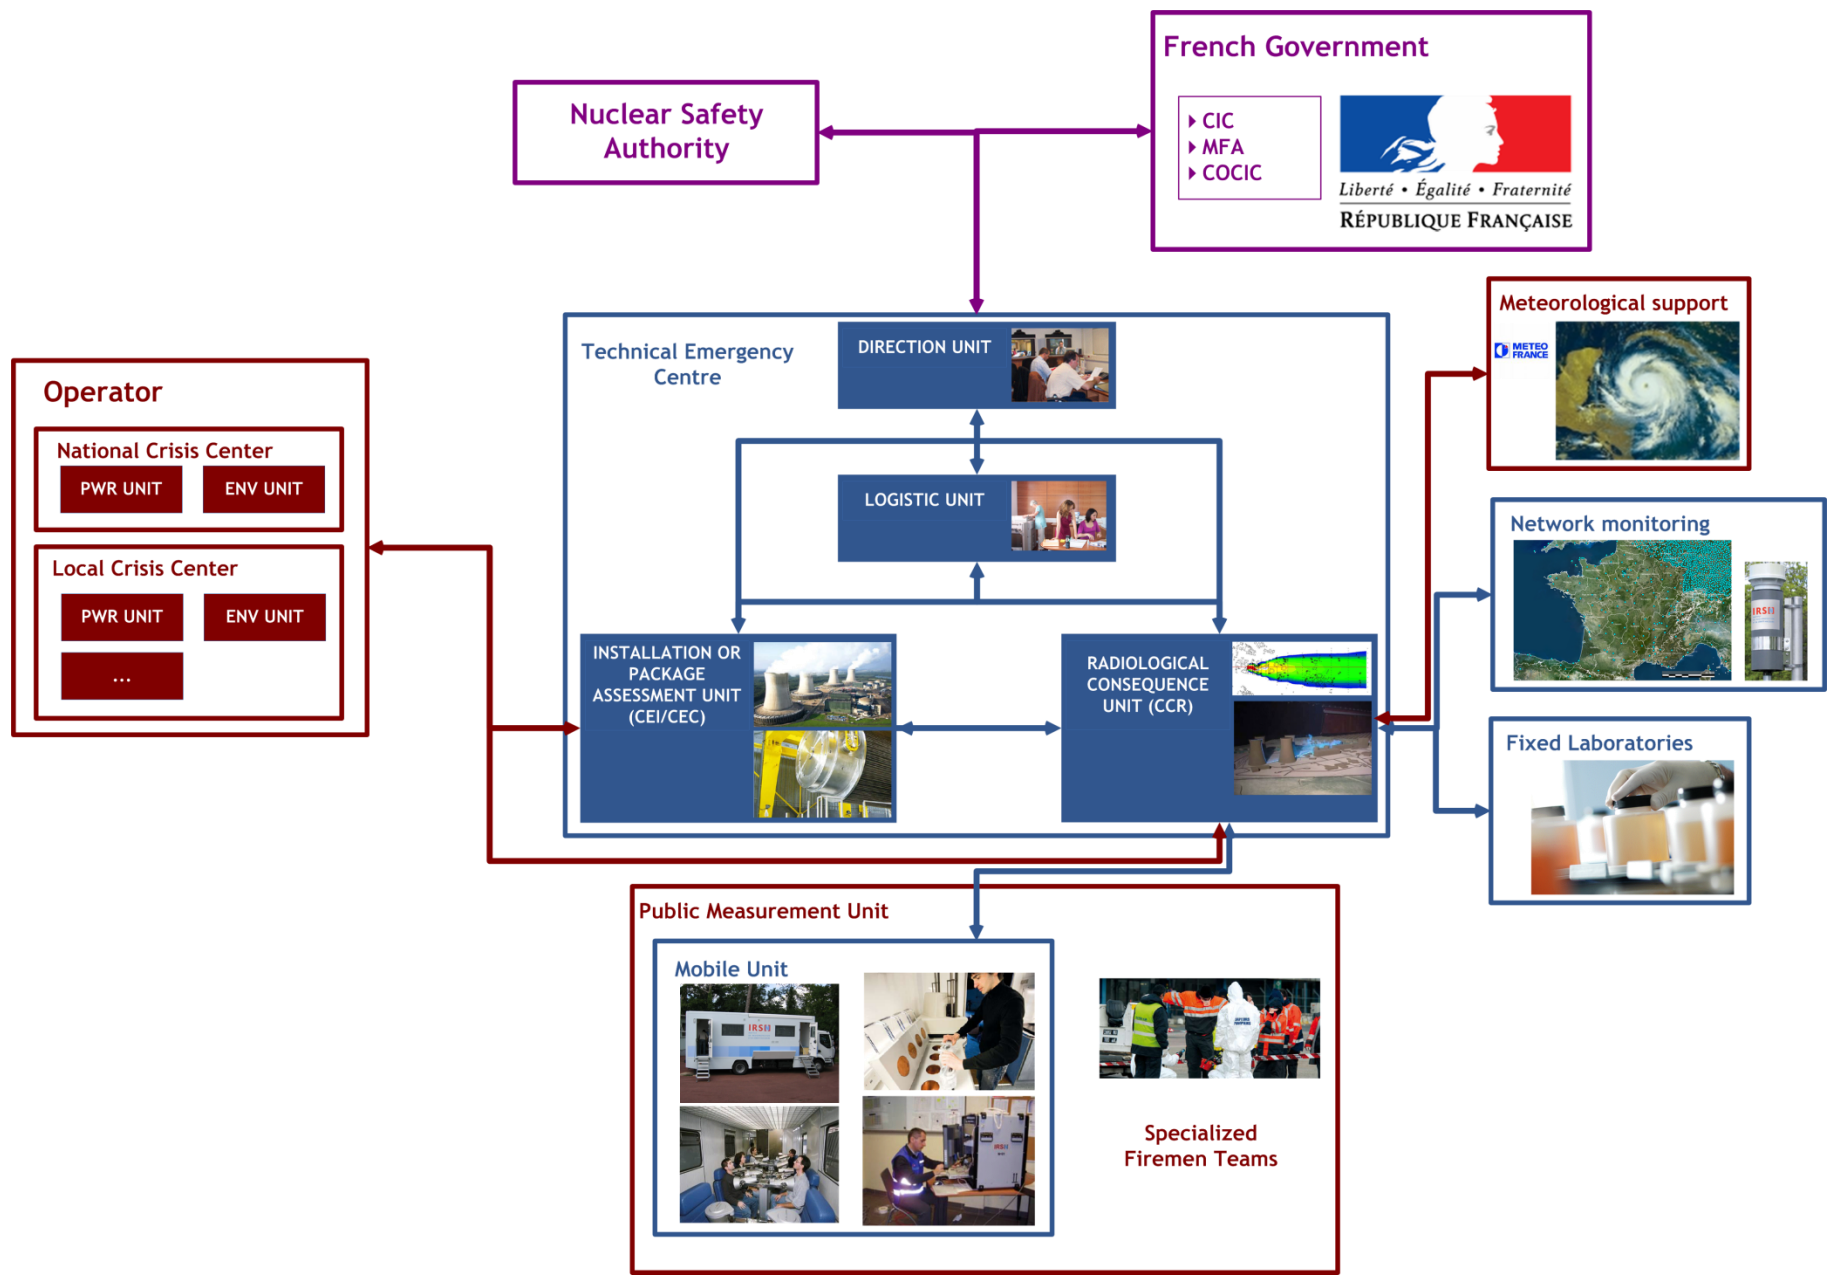 French Government
CIC
MFA
COCIC
Liberté • Égalité • Fraternité
RÉPUBLIQUE FRANÇAISE
Nuclear Safety
Authority
Meteorological support
METEO
FRANCE
Technical Emergency
Centre
DIRECTION UNIT
LOGISTIC UNIT
INSTALLATION OR
PACKAGE
ASSESSMENT UNIT
(CEI/CEC)
RADIOLOGICAL
CONSEQUENCE
UNIT (CCR)
Operator
National Crisis Center
PWR UNIT
ENV UNIT
Local Crisis Center
PWR UNIT
ENV UNIT
...
Network monitoring
IRSN
Fixed Laboratories
Public Measurement Unit
Mobile Unit
IRSN
IRSN
Specialized
Firemen Teams